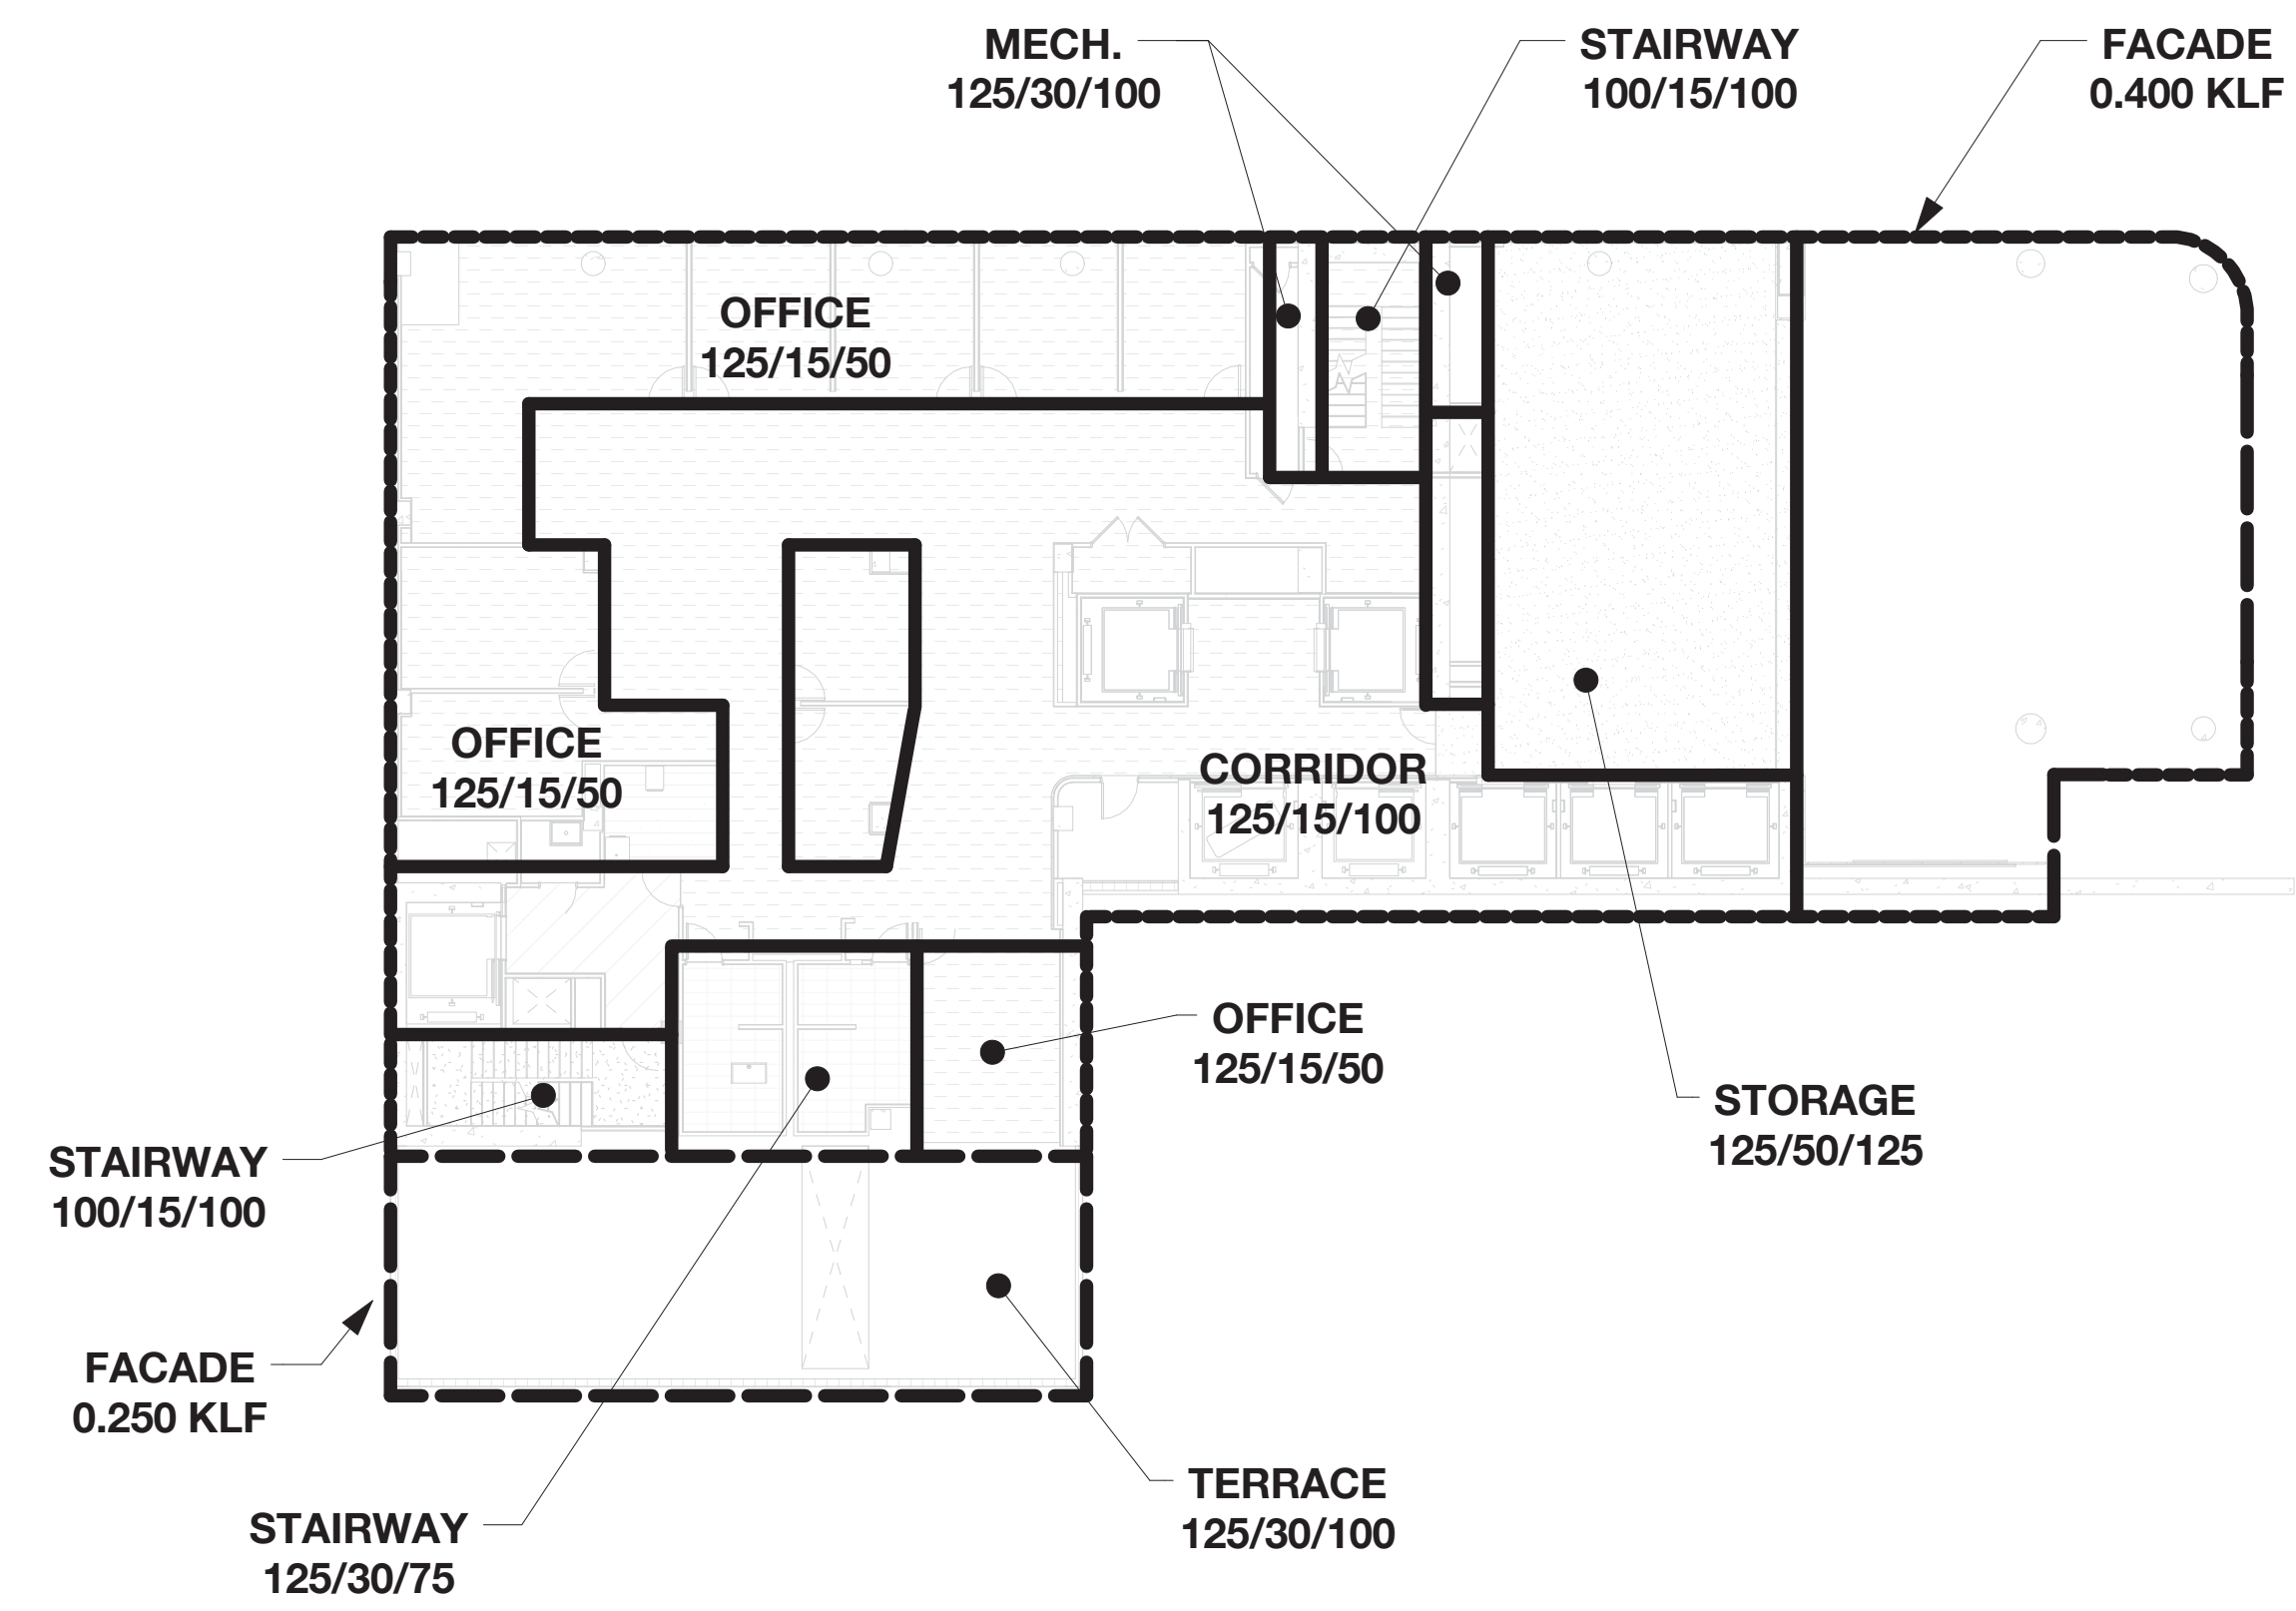 MECH.
125/30/100
STAIRWAY
100/15/100
FACADE
0.400 KLF
OFFICE
125/15/50
OFFICE
125/15/50
CORRIDOR
125/15/100
OFFICE
125/15/50
STORAGE
125/50/125
STAIRWAY
100/15/100
FACADE
0.250 KLF
TERRACE
125/30/100
STAIRWAY
125/30/75